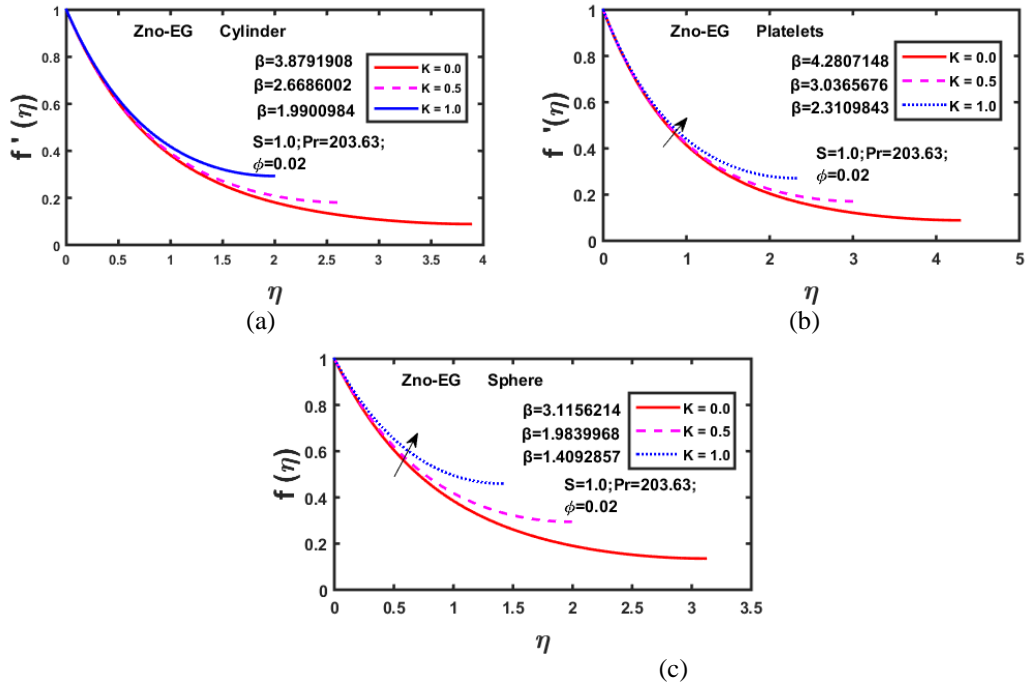 Zno-EG Cylinder
β=3.8791908
β=2.6686002
β=1.9900984
K = 0.0
K = 0.5
K = 1.0
S=1.0;Pr=203.63;
ϕ=0.02
f ' (η)
1
0.8
0.6
0.4
0.2
0
0 0.5 1 1.5 2 2.5 3 3.5 4
η
(a)
Zno-EG Platelets
β=4.2807148
β=3.0365676
β=2.3109843
K = 0.0
K = 0.5
K = 1.0
S=1.0;Pr=203.63;
ϕ=0.02
f '(η)
1
0.8
0.6
0.4
0.2
0
0 1 2 3 4 5
η
(b)
Zno-EG Sphere
β=3.1156214
β=1.9839968
β=1.4092857
K = 0.0
K = 0.5
K = 1.0
S=1.0;Pr=203.63;
ϕ=0.02
f (η)
1
0.8
0.6
0.4
0.2
0
0 0.5 1 1.5 2 2.5 3 3.5
η
(c)